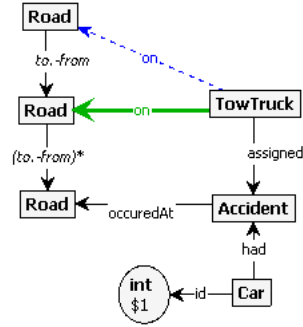 Road
to.-from
on
Road
on
TowTruck
(to.-from)*
assigned
Road
occuredAt
Accident
had
int
$1
id
Car